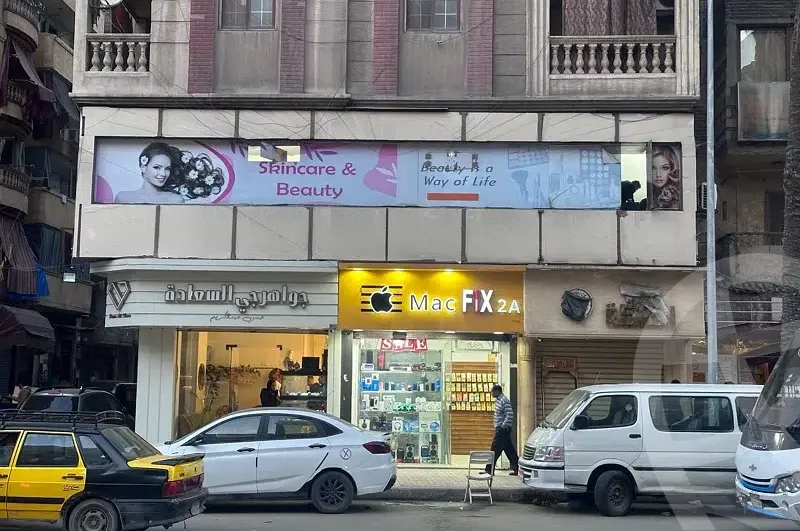 Skincare &
Beauty
Beauty is a
Way of Life
جواهرجي السعادة
Mac FIX 2A
SALE